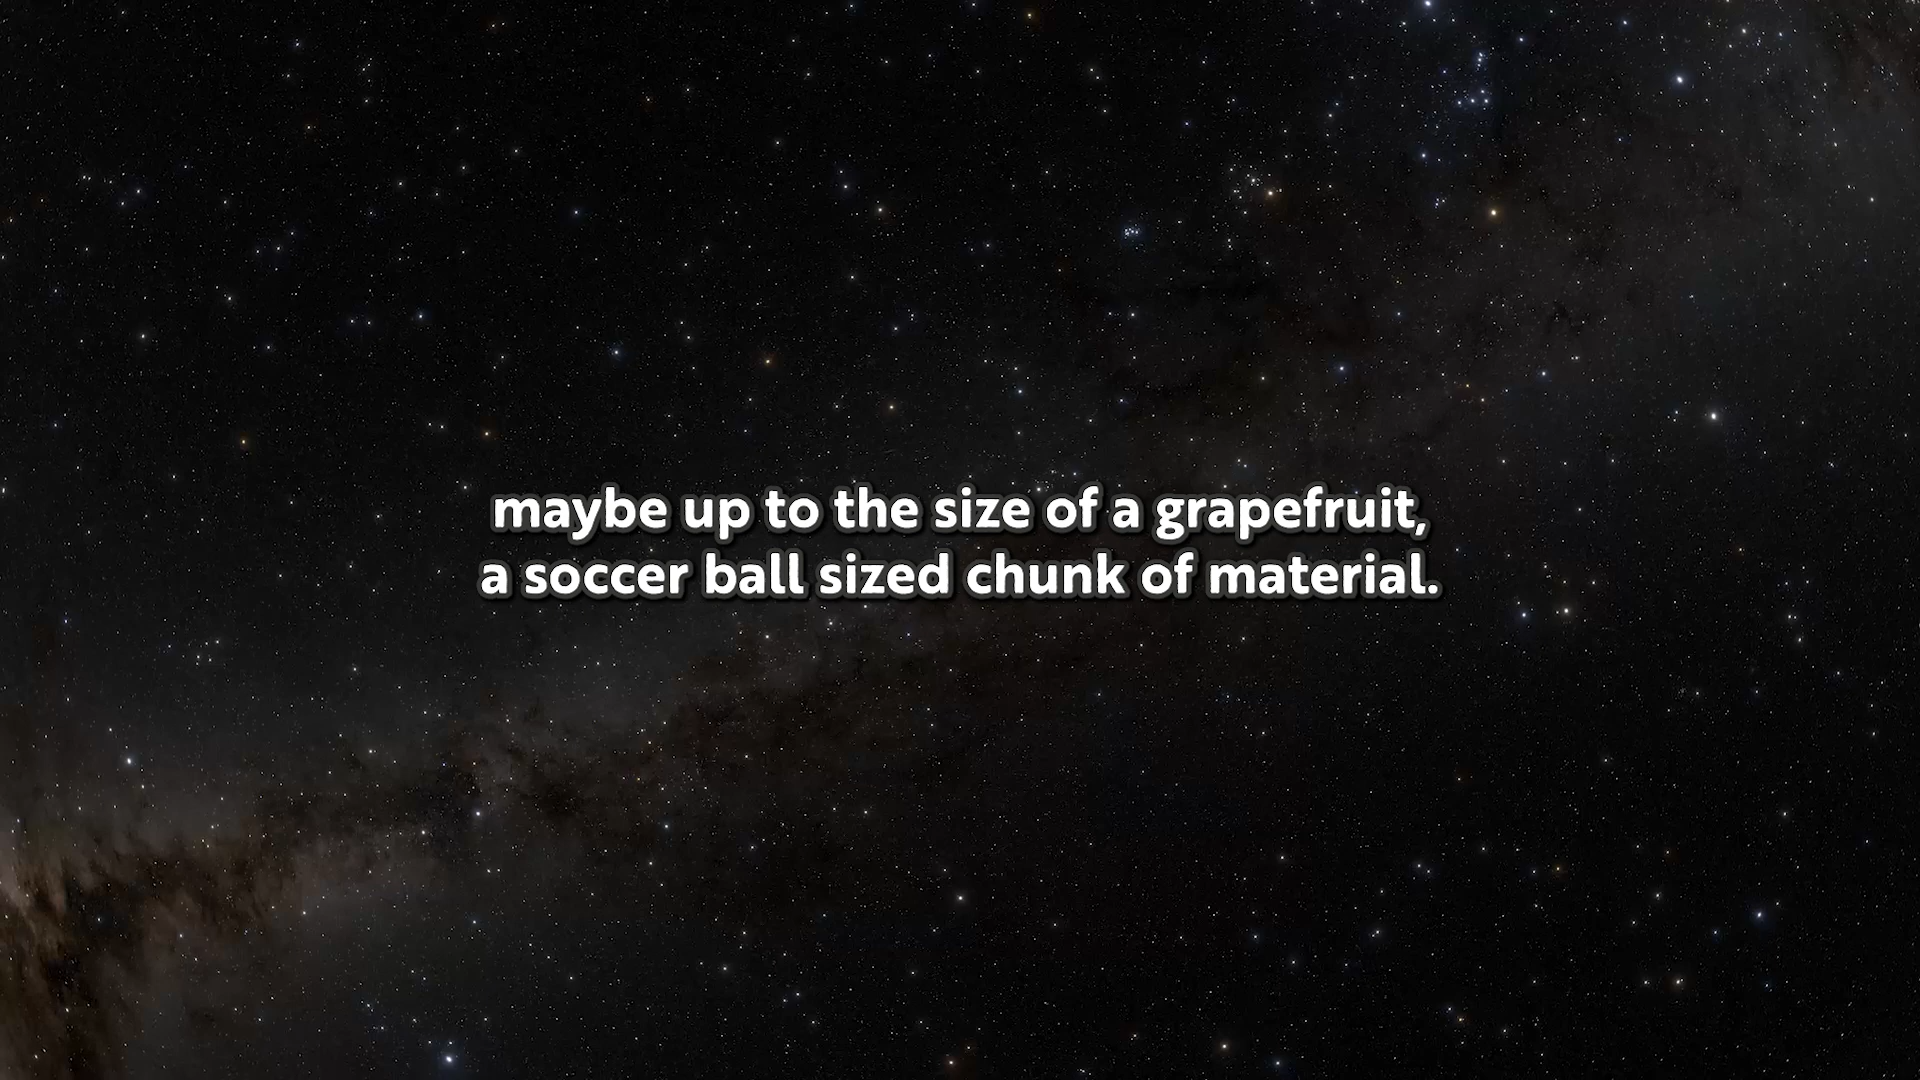 maybe up to the size of a grapefruit,
a soccer ball sized chunk of material.